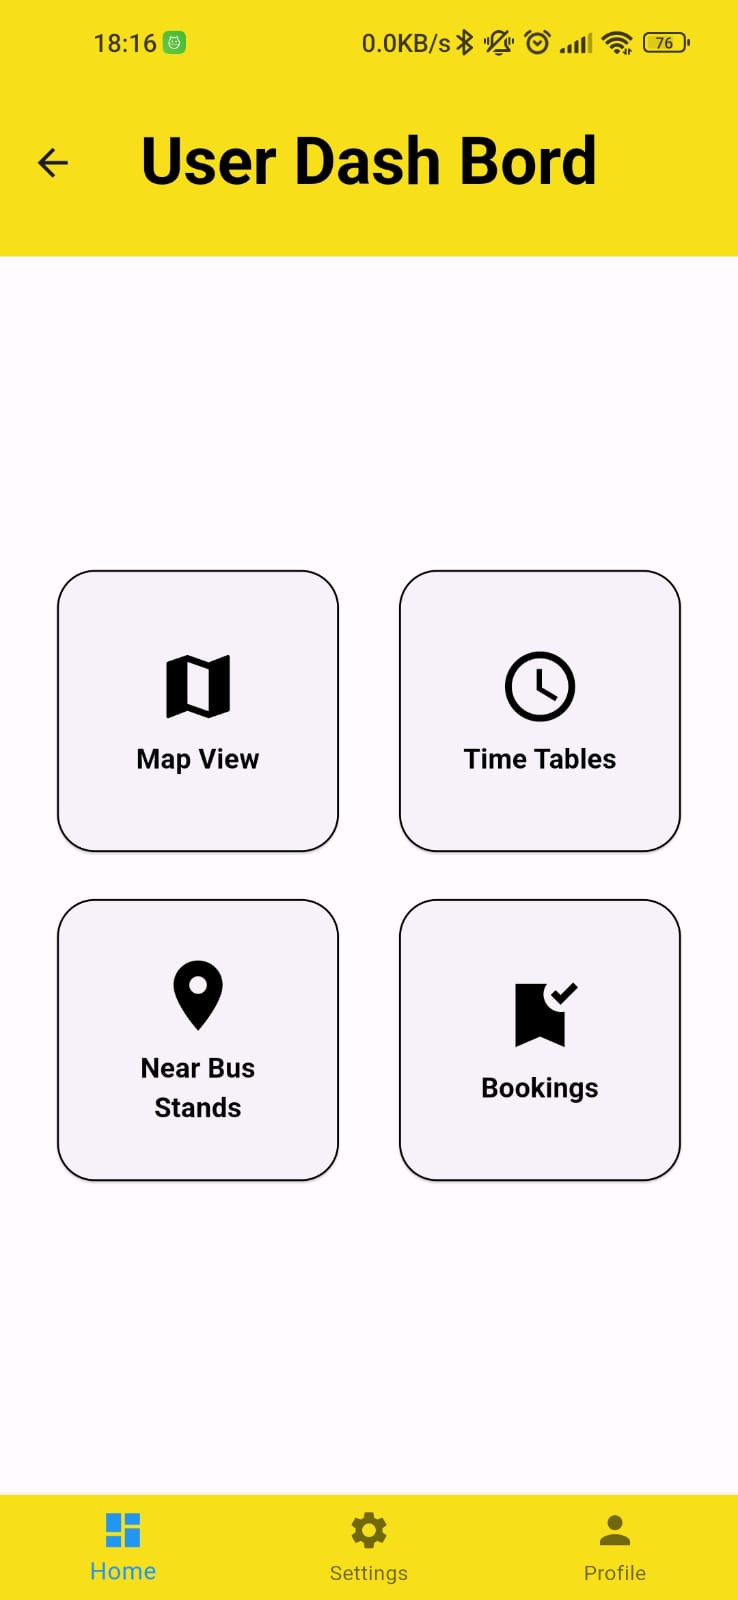 18:16
0.0KB/s
76
User Dash Bord
Map View
Time Tables
Near Bus
Stands
Bookings
Home
Settings
Profile